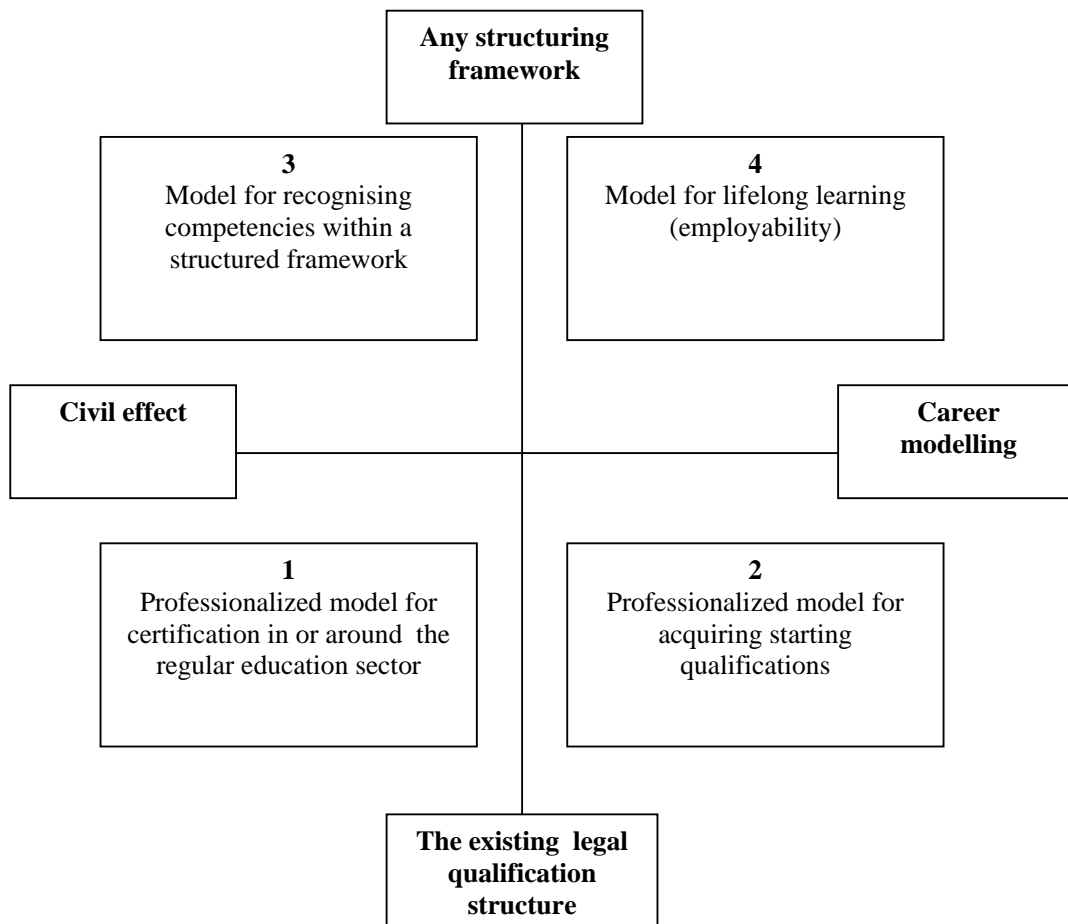 Any structuring
framework
3
Model for recognising
competencies within a
structured framework
4
Model for lifelong learning
(employability)
Civil effect
Career
modelling
1
Professionalized model for
certification in or around  the
regular education sector
2
Professionalized model for
acquiring starting
qualifications
The existing  legal
qualification
structure